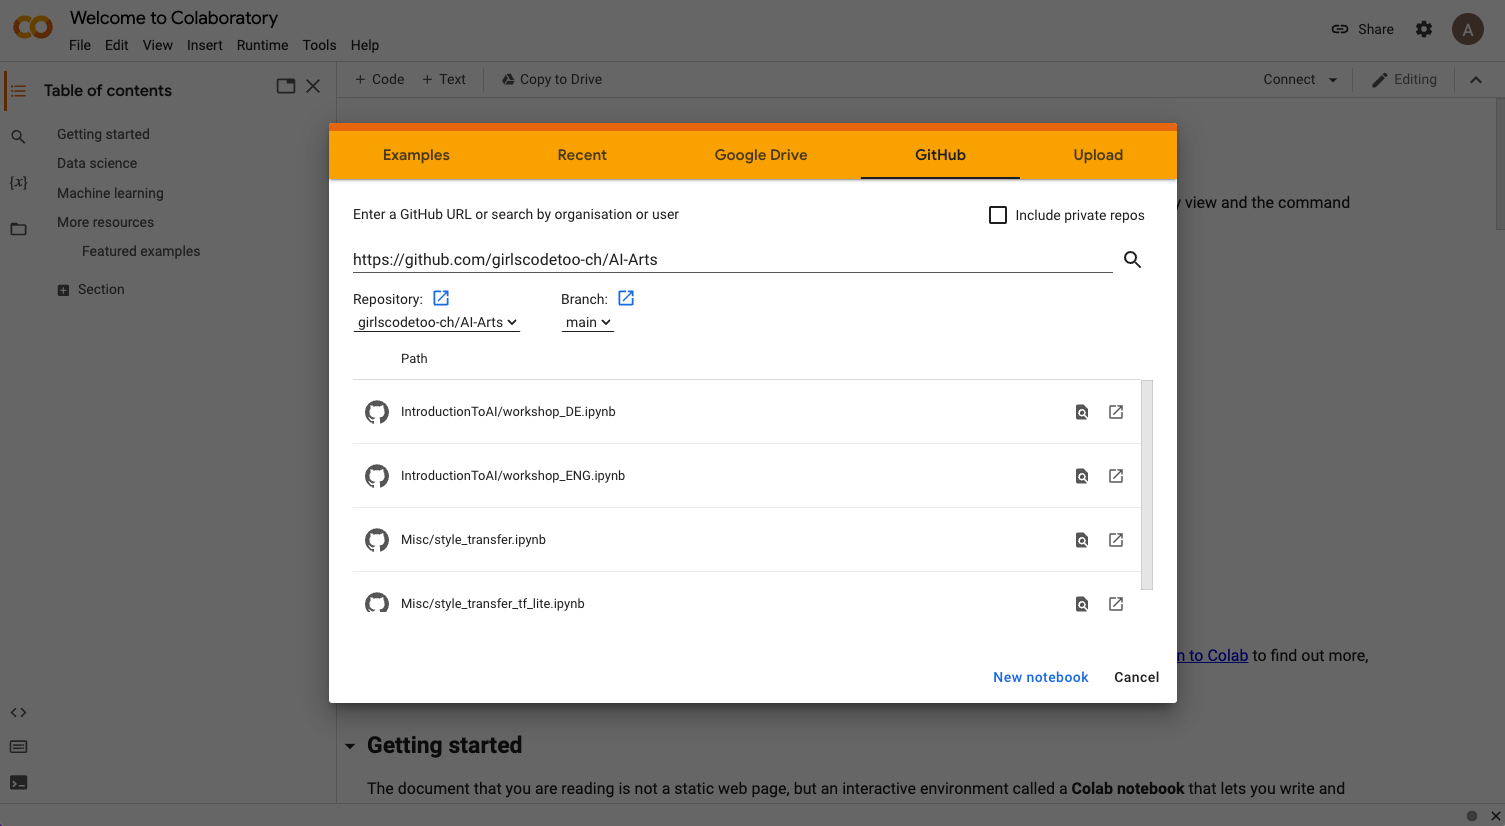 Welcome to Colaboratory
File Edit View Insert Runtime Tools Help
Share
A
Table of contents
Getting started
Data science
{x}
Machine learning
More resources
Featured examples
Section
+ Code + Text Copy to Drive
Connect
Editing
Examples Recent Google Drive GitHub Upload
Enter a GitHub URL or search by organisation or user
Include private repos
https://github.com/girlscodetoo-ch/AI-Arts
Repository: Branch:
girlscodetoo-ch/AI-Arts main
Path
IntroductionToAI/workshop_DE.ipynb
IntroductionToAI/workshop_ENG.ipynb
Misc/style_transfer.ipynb
Misc/style_transfer_tf_lite.ipynb
New notebook Cancel
view and the command
to Colab to find out more,
Getting started
The document that you are reading is not a static web page, but an interactive environment called a Colab notebook that lets you write and